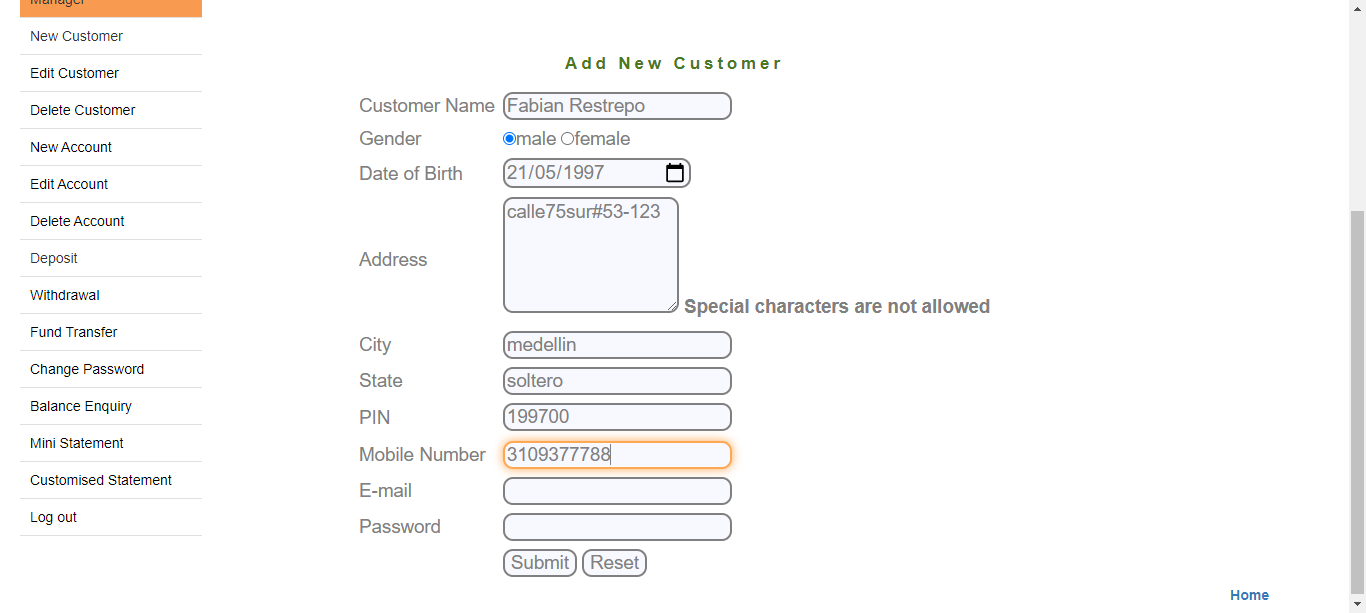 Manager
New Customer
Edit Customer
Delete Customer
New Account
Edit Account
Delete Account
Deposit
Withdrawal
Fund Transfer
Change Password
Balance Enquiry
Mini Statement
Customised Statement
Log out
Add New Customer
Customer Name Fabian Restrepo
Gender male female
Date of Birth 21/05/1997
Address calle75sur#53-123 Special characters are not allowed
City medellin
State soltero
PIN 199700
Mobile Number 3109377788
E-mail
Password
Submit Reset
Home